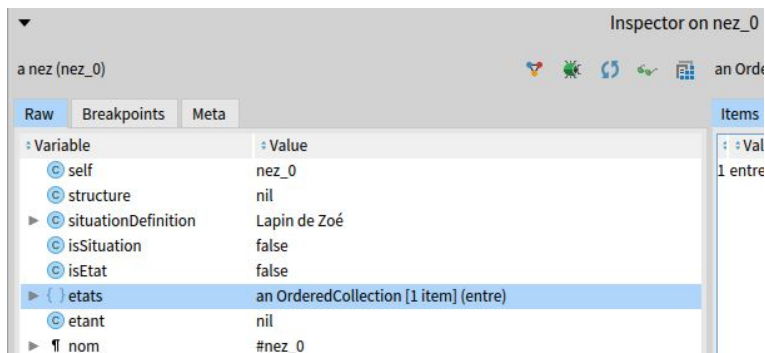 Inspector on nez_0
a nez (nez_0) an Orde
Raw Breakpoints Meta Items
Variable Value Val
self nez_0 1 entre
structure nil
situationDefinition Lapin de Zoé
isSituation false
isEtat false
{ } etats an OrderedCollection [1 item] (entre)
etant nil
¶ nom #nez_0